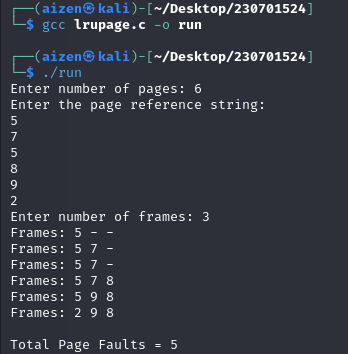 ┌──(aizen㉿kali)-[~/Desktop/230701524]
└─$ gcc lrupage.c -o run
┌──(aizen㉿kali)-[~/Desktop/230701524]
└─$ ./run
Enter number of pages: 6
Enter the page reference string:
5
7
5
8
9
2
Enter number of frames: 3
Frames: 5 - -
Frames: 5 7 -
Frames: 5 7 -
Frames: 5 7 8
Frames: 5 9 8
Frames: 2 9 8
Total Page Faults = 5